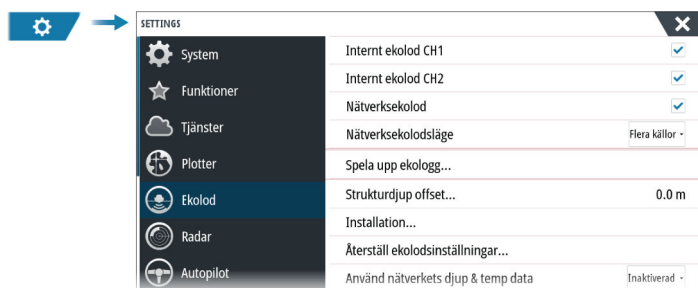 SETTINGS
System
Funktioner
Tjänster
Plotter
Ekolod
Radar
Autopilot
Internt ekolod CH1
Internt ekolod CH2
Nätverksekolod
Nätverksekolodsläge Flera källor
Spela upp ekologg...
Strukturdjup offset... 0.0 m
Installation...
Återställ ekolodsinställningar...
Använd nätverkets djup & temp data Inaktiverad